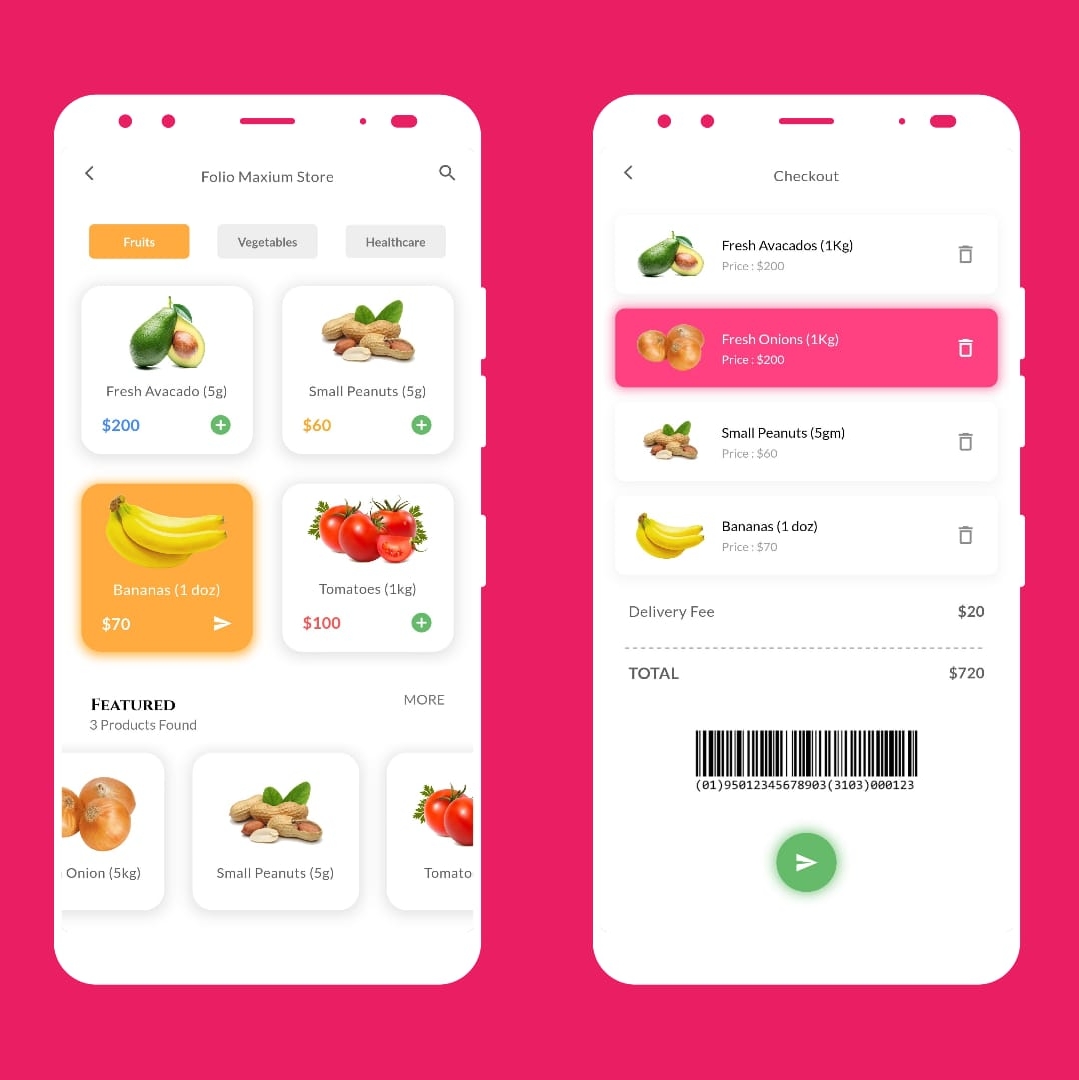 Folio Maxium Store
Fruits
Vegetables
Healthcare
Fresh Avacado (5g)
$200
Small Peanuts (5g)
$60
Bananas (1 doz)
$70
Tomatoes (1kg)
$100
Featured
3 Products Found
MORE
Onion (5kg)
Small Peanuts (5g)
Tomato
Checkout
Fresh Avacados (1Kg)
Price : $200
Fresh Onions (1Kg)
Price : $200
Small Peanuts (5gm)
Price : $60
Bananas (1 doz)
Price : $70
Delivery Fee
$20
TOTAL
$720
(01)95012345678903(3103)000123